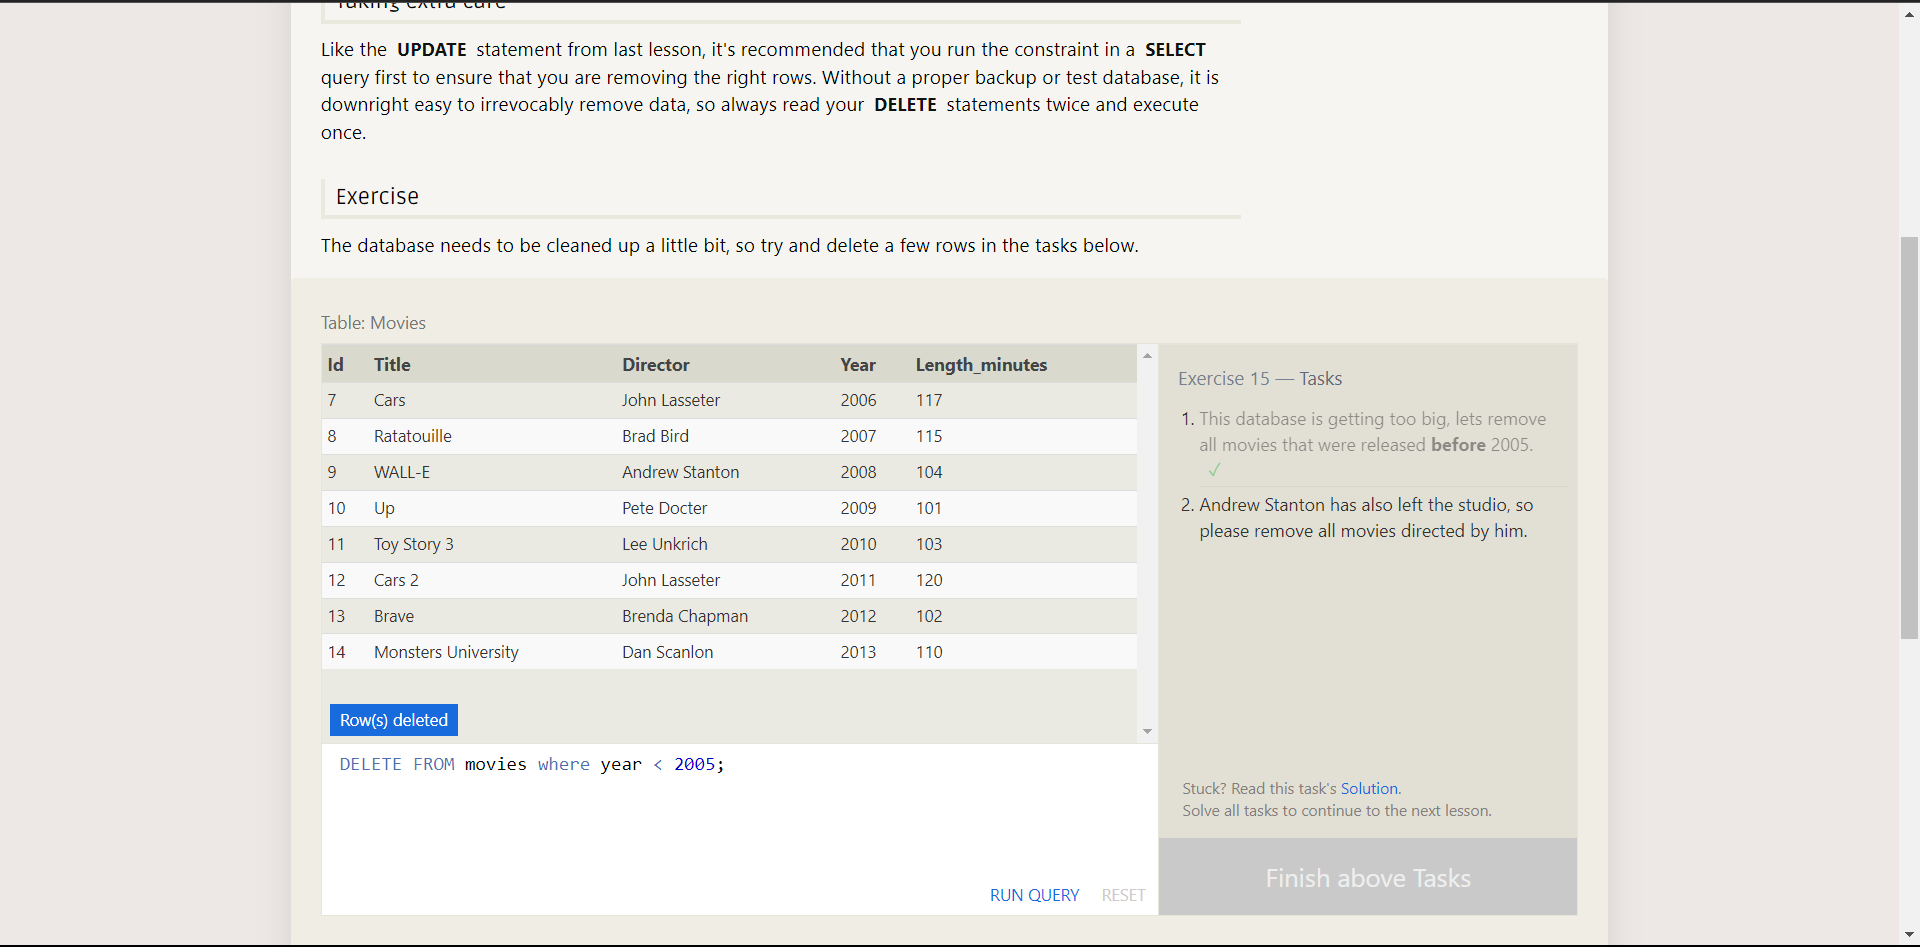 Taking extra care
Like the UPDATE statement from last lesson, it's recommended that you run the constraint in a SELECT
query first to ensure that you are removing the right rows. Without a proper backup or test database, it is
downright easy to irrevocably remove data, so always read your DELETE statements twice and execute
once.
Exercise
The database needs to be cleaned up a little bit, so try and delete a few rows in the tasks below.
Table: Movies
Id Title Director Year Length_minutes
7 Cars John Lasseter 2006 117
8 Ratatouille Brad Bird 2007 115
9 WALL-E Andrew Stanton 2008 104
10 Up Pete Docter 2009 101
11 Toy Story 3 Lee Unkrich 2010 103
12 Cars 2 John Lasseter 2011 120
13 Brave Brenda Chapman 2012 102
14 Monsters University Dan Scanlon 2013 110
Row(s) deleted
DELETE FROM movies where year < 2005;
RUN QUERY RESET
Exercise 15 — Tasks
1. This database is getting too big, lets remove
all movies that were released before 2005.
✓
2. Andrew Stanton has also left the studio, so
please remove all movies directed by him.
Stuck? Read this task's Solution.
Solve all tasks to continue to the next lesson.
Finish above Tasks